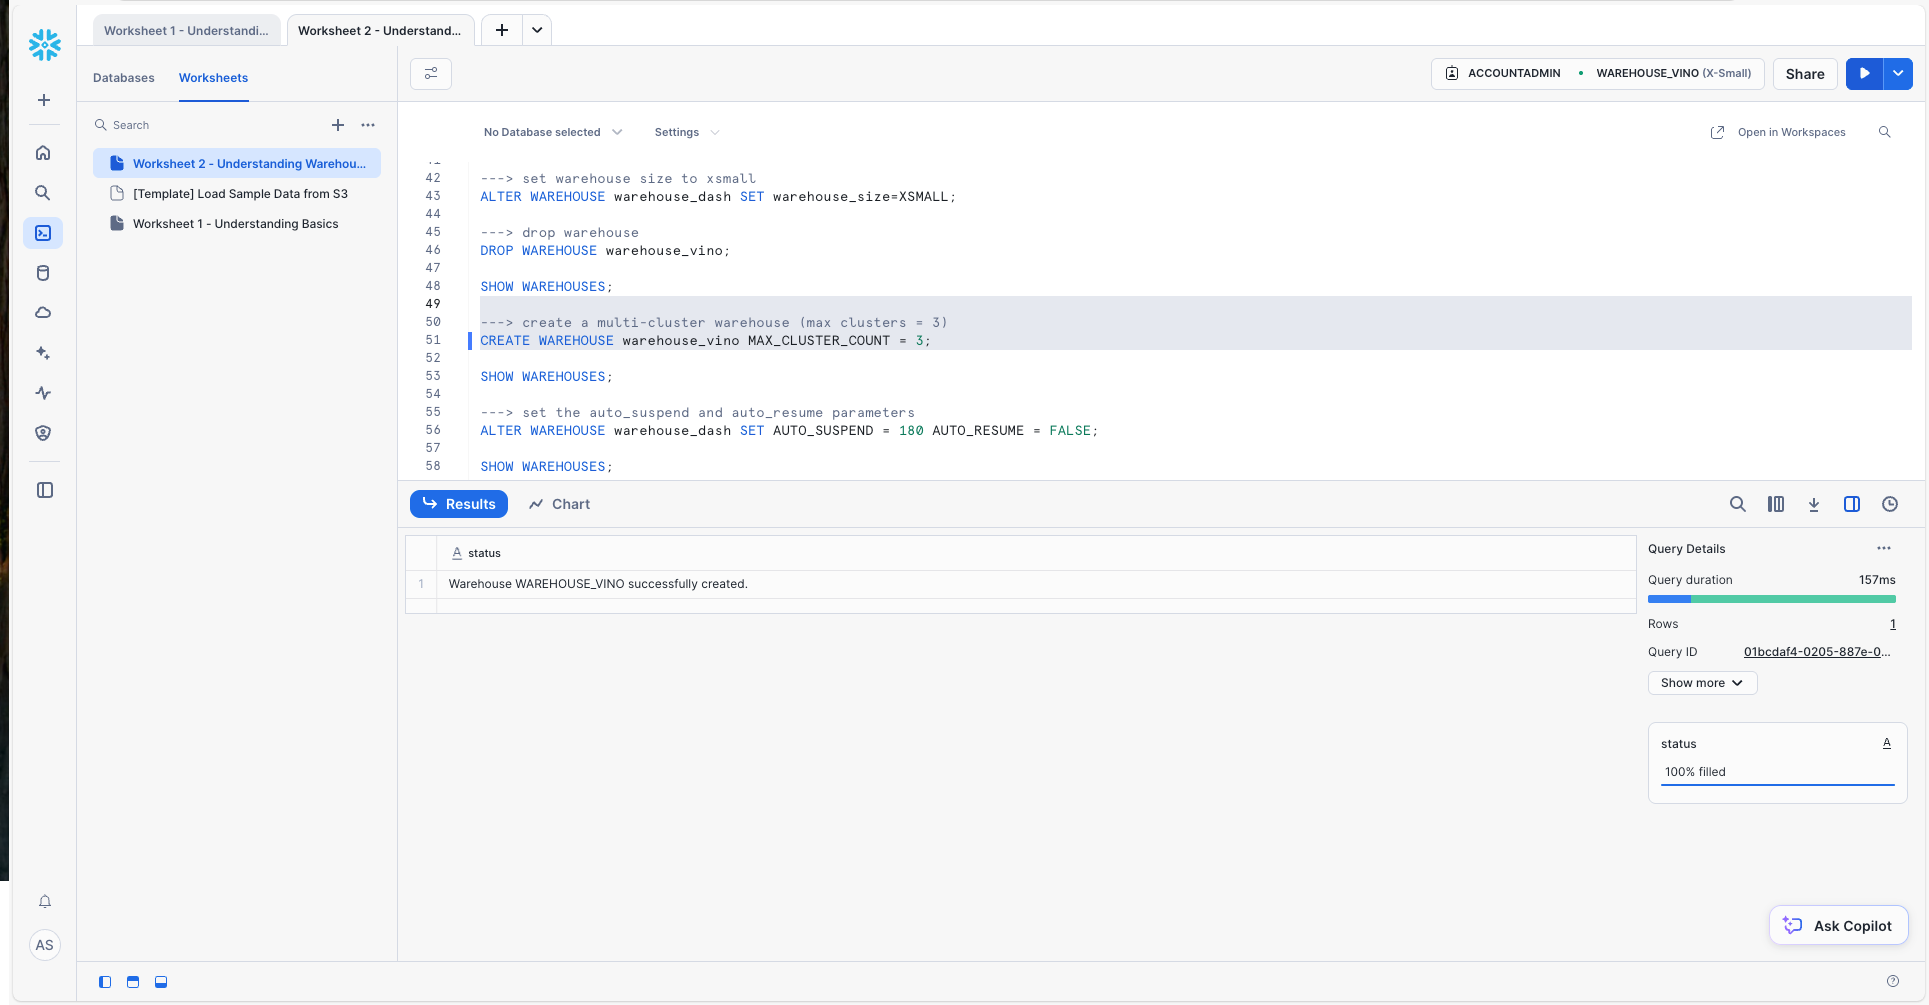 Worksheet 1 - Understandi...
Worksheet 2 - Understand...
Databases
Worksheets
Search
Worksheet 2 - Understanding Warehou...
[Template] Load Sample Data from S3
Worksheet 1 - Understanding Basics
AS
ACCOUNTADMIN • WAREHOUSE_VINO (X-Small)
Share
No Database selected
Settings
Open in Workspaces
42 ---> set warehouse size to xsmall
43 ALTER WAREHOUSE warehouse_dash SET warehouse_size=XSMALL;
44
45 ---> drop warehouse
46 DROP WAREHOUSE warehouse_vino;
47
48 SHOW WAREHOUSES;
49
50 ---> create a multi-cluster warehouse (max clusters = 3)
51 CREATE WAREHOUSE warehouse_vino MAX_CLUSTER_COUNT = 3;
52
53 SHOW WAREHOUSES;
54
55 ---> set the auto_suspend and auto_resume parameters
56 ALTER WAREHOUSE warehouse_dash SET AUTO_SUSPEND = 180 AUTO_RESUME = FALSE;
57
58 SHOW WAREHOUSES;
Results
Chart
A status
1 Warehouse WAREHOUSE_VINO successfully created.
Query Details
Query duration 157ms
Rows 1
Query ID 01bcdaf4-0205-887e-0...
Show more
status A
100% filled
Ask Copilot